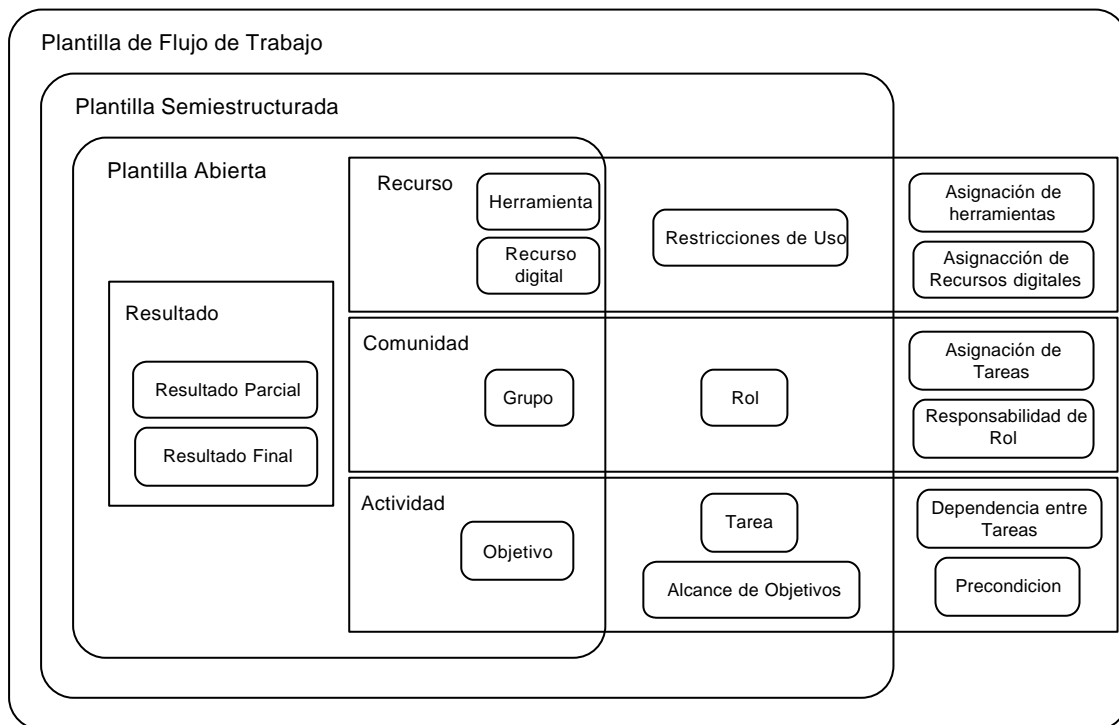 Plantilla de Flujo de Trabajo
Plantilla Semiestructurada
Plantilla Abierta
Recurso
Herramienta
Recurso
digital
Restricciones de Uso
Asignación de
herramientas
Asignacción de
Recursos digitales
Resultado
Resultado Parcial
Resultado Final
Comunidad
Grupo
Rol
Asignación de
Tareas
Responsabilidad de
Rol
Actividad
Objetivo
Tarea
Alcance de Objetivos
Dependencia entre
Tareas
Precondicion